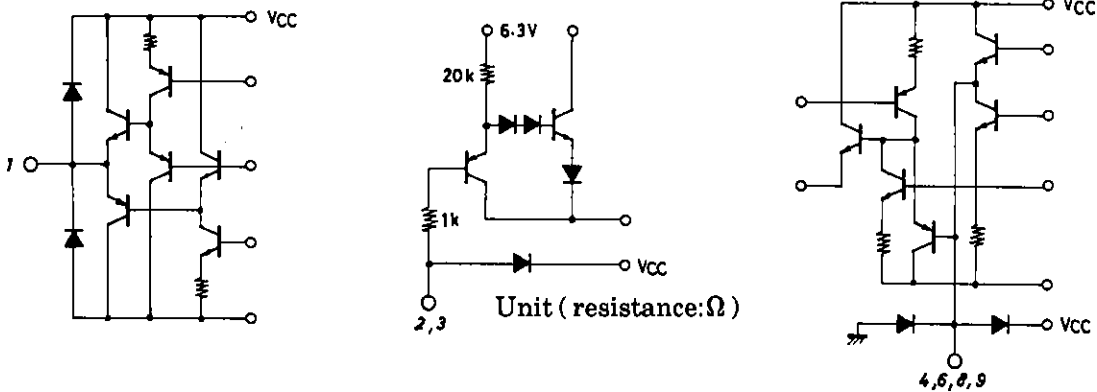 VCC
1
6.3V
20k
1k
VCC
2,3
Unit (resistance:Ω)
VCC
VCC
4,6,8,9